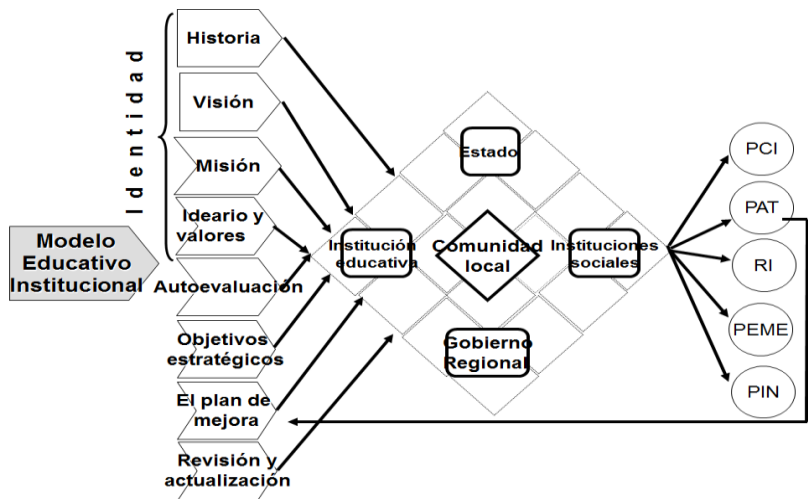 Identidad
Modelo
Educativo
Institucional
Historia
Visión
Misión
Ideario y
valores
Autoevaluación
Objetivos
estratégicos
El plan de
mejora
Revisión y
actualización
Estado
Institución
educativa
Comunidad
local
Instituciones
sociales
Gobierno
Regional
PCI
PAT
RI
PEME
PIN